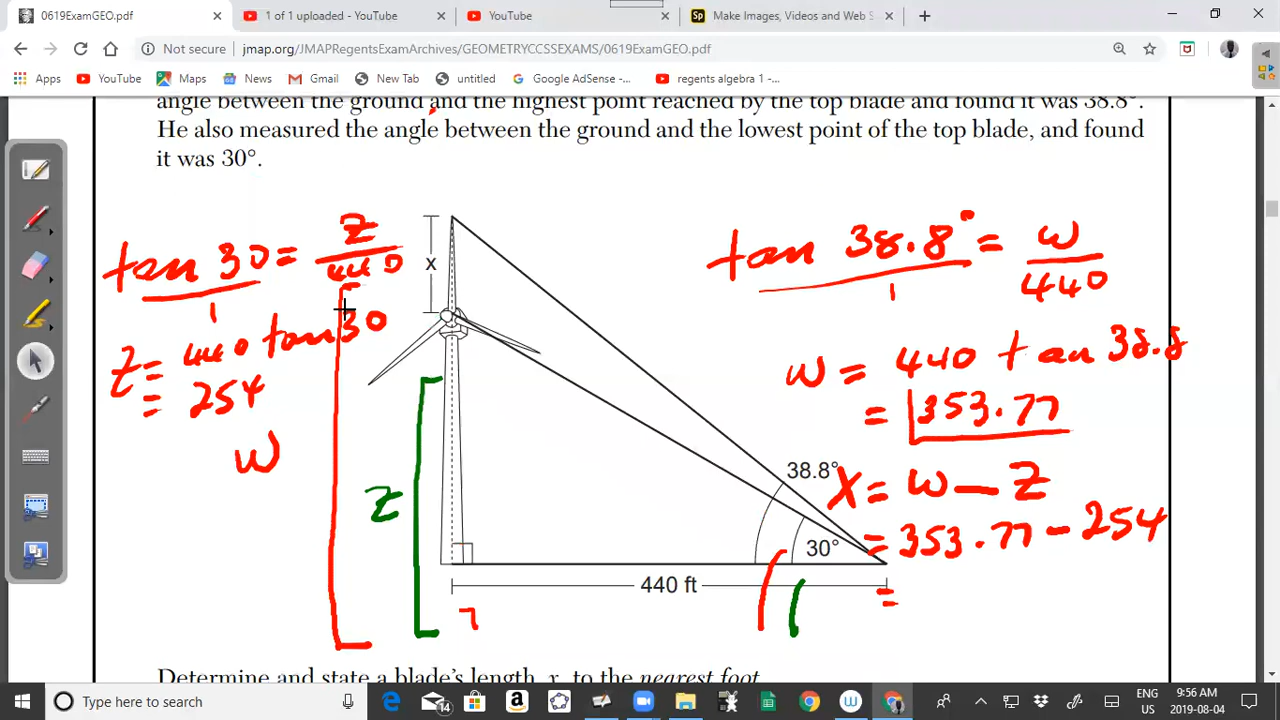 0619ExamGEO.pdf
1 of 1 uploaded - YouTube
YouTube
Make Images, Videos and Web S
Not secure | jmap.org/JMAPRegentsExamArchives/GEOMETRYCCSSEXAMS/0619ExamGEO.pdf
Apps YouTube Maps News Gmail New Tab untitled Google AdSense -... regents algebra 1 -...
angle between the ground and the highest point reached by the top blade and found it was 38.8°.
He also measured the angle between the ground and the lowest point of the top blade, and found
it was 30°.
tan 30 = z
440
1
z = 440 tan 30
= 254
w
x
z
tan 38.8° = w
440
1
w = 440 tan 38.8
= 353.77
38.8°
x = w - z
= 353.77 - 254
30°
=
440 ft
Determine and state a blade's length, x, to the nearest foot.
Type here to search
14
ENG
US
9:56 AM
2019-08-04